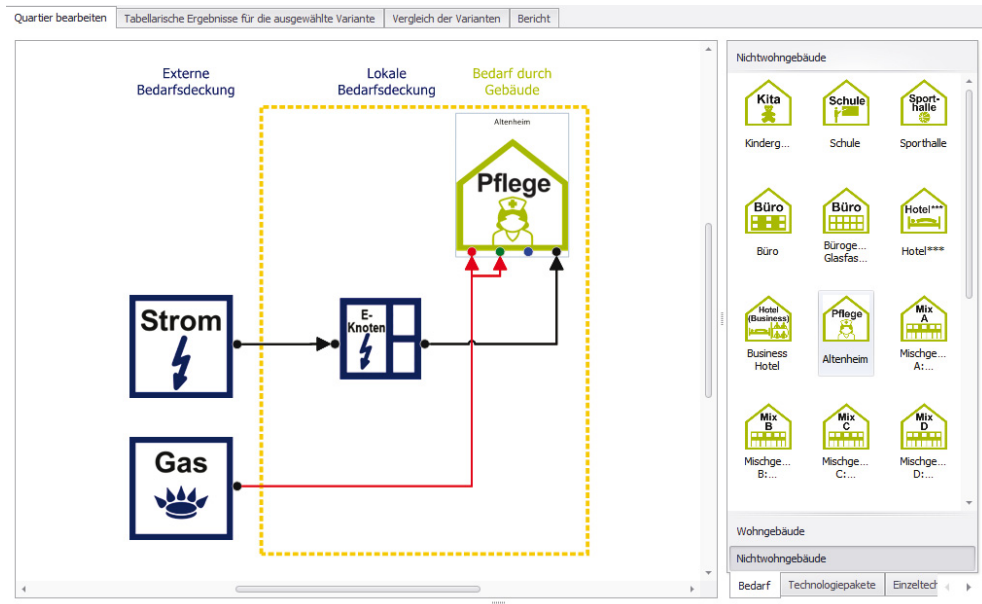 Quartier bearbeiten
Tabellarische Ergebnisse für die ausgewählte Variante
Vergleich der Varianten
Bericht
Externe
Bedarfsdeckung
Lokale
Bedarfsdeckung
Bedarf durch
Gebäude
Altenheim
Pflege
Strom
E-
Knoten
Gas
Nichtwohngebäude
Kita
Schule
Sport-
halle
Kinderg...
Schule
Sporthalle
Büro
Büro
Hotel***
Büro
Büroge...
Glasfas...
Hotel***
Hotel
(Business)
Pflege
Mix
A
Business
Hotel
Altenheim
Mischge...
A:...
Mix
B
Mix
C
Mix
D
Mischge...
B:...
Mischge...
C:...
Mischge...
D:...
Wohngebäude
Nichtwohngebäude
Bedarf
Technologiepakete
Einzeltech